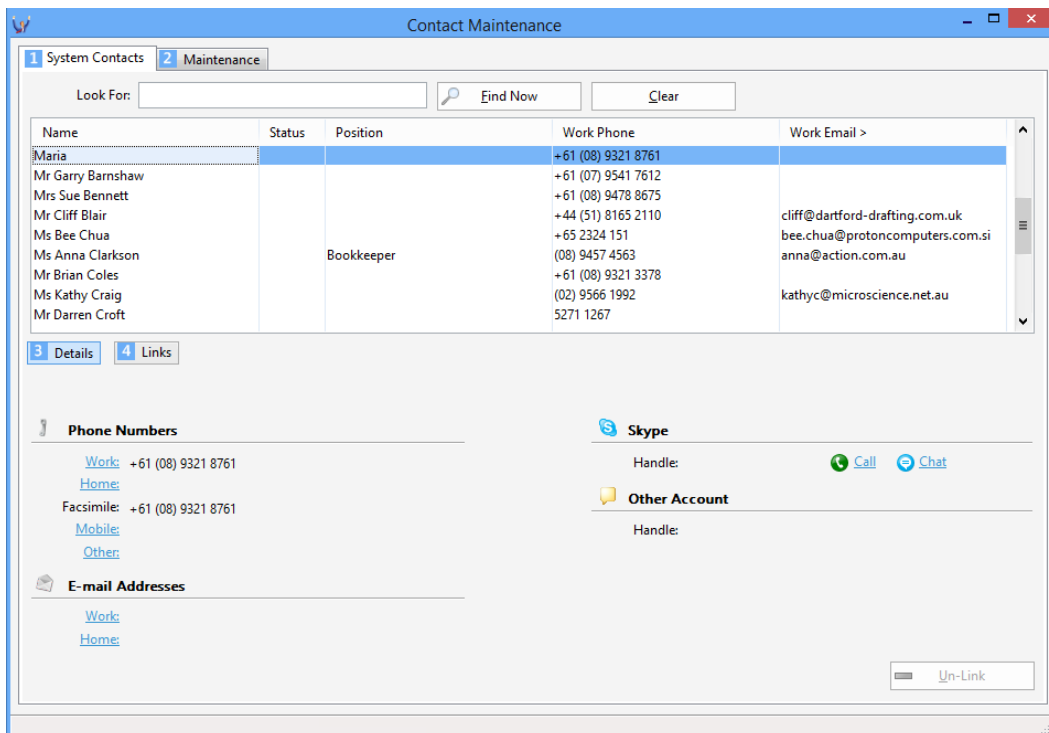 Contact Maintenance
1 System Contacts 2 Maintenance
Look For: Find Now Clear
Name Status Position Work Phone Work Email >
Maria +61 (08) 9321 8761
Mr Garry Barnshaw +61 (07) 9541 7612
Mrs Sue Bennett +61 (08) 9478 8675
Mr Cliff Blair +44 (51) 8165 2110 cliff@dartford-drafting.com.uk
Ms Bee Chua +65 2324 151 bee.chua@protoncomputers.com.si
Ms Anna Clarkson Bookkeeper (08) 9457 4563 anna@action.com.au
Mr Brian Coles +61 (08) 9321 3378
Ms Kathy Craig (02) 9566 1992 kathyc@microscience.net.au
Mr Darren Croft 5271 1267
3 Details 4 Links
Phone Numbers Skype
Work: +61 (08) 9321 8761 Handle: Call Chat
Home:
Facsimile: +61 (08) 9321 8761 Other Account
Mobile: Handle:
Other:
E-mail Addresses
Work:
Home:
Un-Link